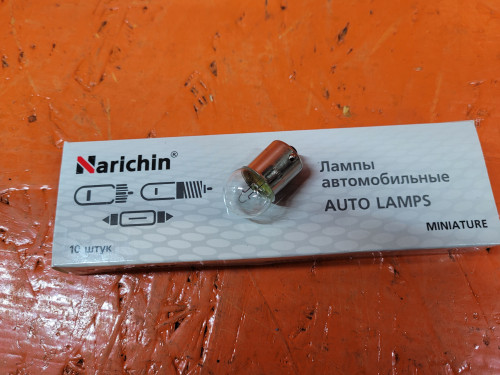 Narichin®
Лампы
автомобильные
AUTO LAMPS
MINIATURE
10 штук